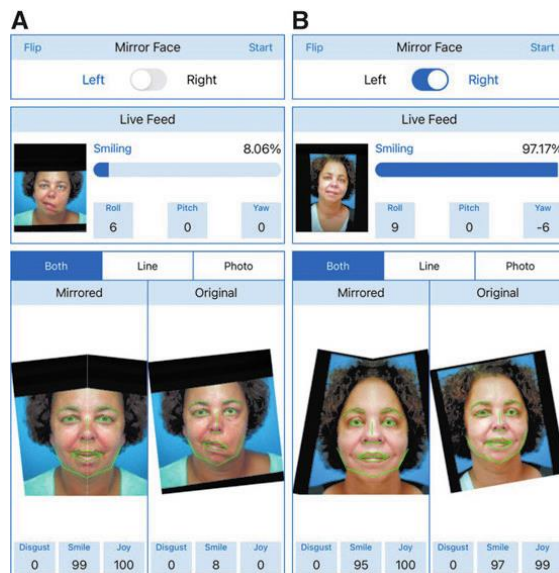 A
Flip Mirror Face Start
Left Right
Live Feed
Smiling 8.06%
Roll Pitch Yaw
6 0 0
Both Line Photo
Mirrored Original
Disgust Smile Joy Disgust Smile Joy
0 99 100 0 8 0
B
Flip Mirror Face Start
Left Right
Live Feed
Smiling 97.17%
Roll Pitch Yaw
9 0 -6
Both Line Photo
Mirrored Original
Disgust Smile Joy Disgust Smile Joy
0 95 100 0 97 99